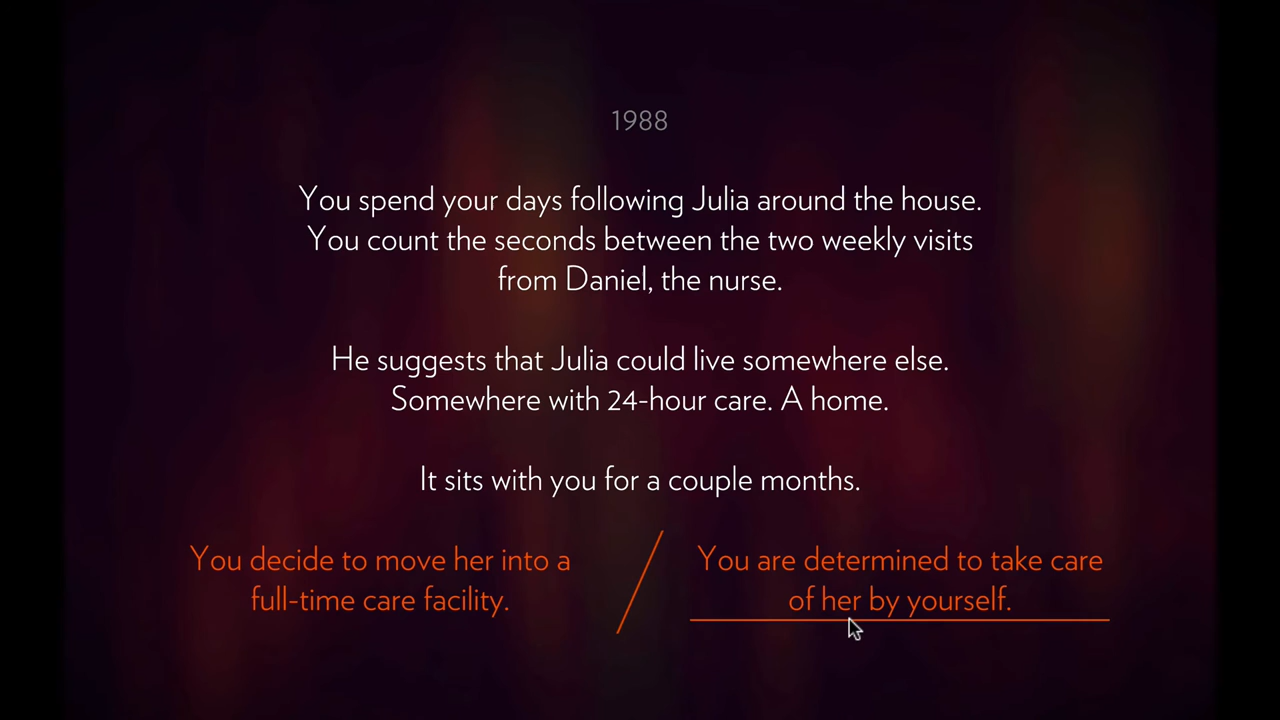 1988
You spend your days following Julia around the house.
You count the seconds between the two weekly visits
from Daniel, the nurse.
He suggests that Julia could live somewhere else.
Somewhere with 24-hour care. A home.
It sits with you for a couple months.
You decide to move her into a
full-time care facility.
You are determined to take care
of her by yourself.